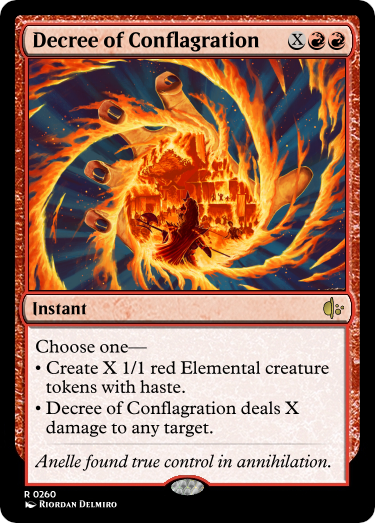 Decree of Conflagration X
Instant
Choose one—
• Create X 1/1 red Elemental creature
tokens with haste.
• Decree of Conflagration deals X
damage to any target.
Anelle found true control in annihilation.
R 0260
Riordan Delmiro